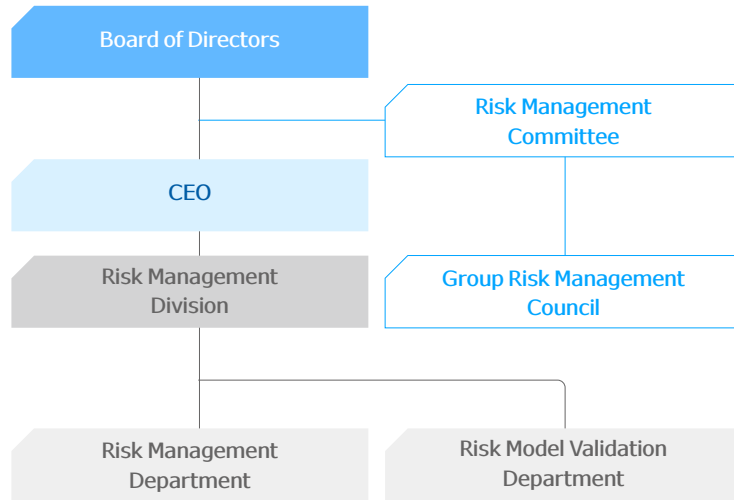 Board of Directors
Risk Management
Committee
CEO
Risk Management
Division
Group Risk Management
Council
Risk Management
Department
Risk Model Validation
Department